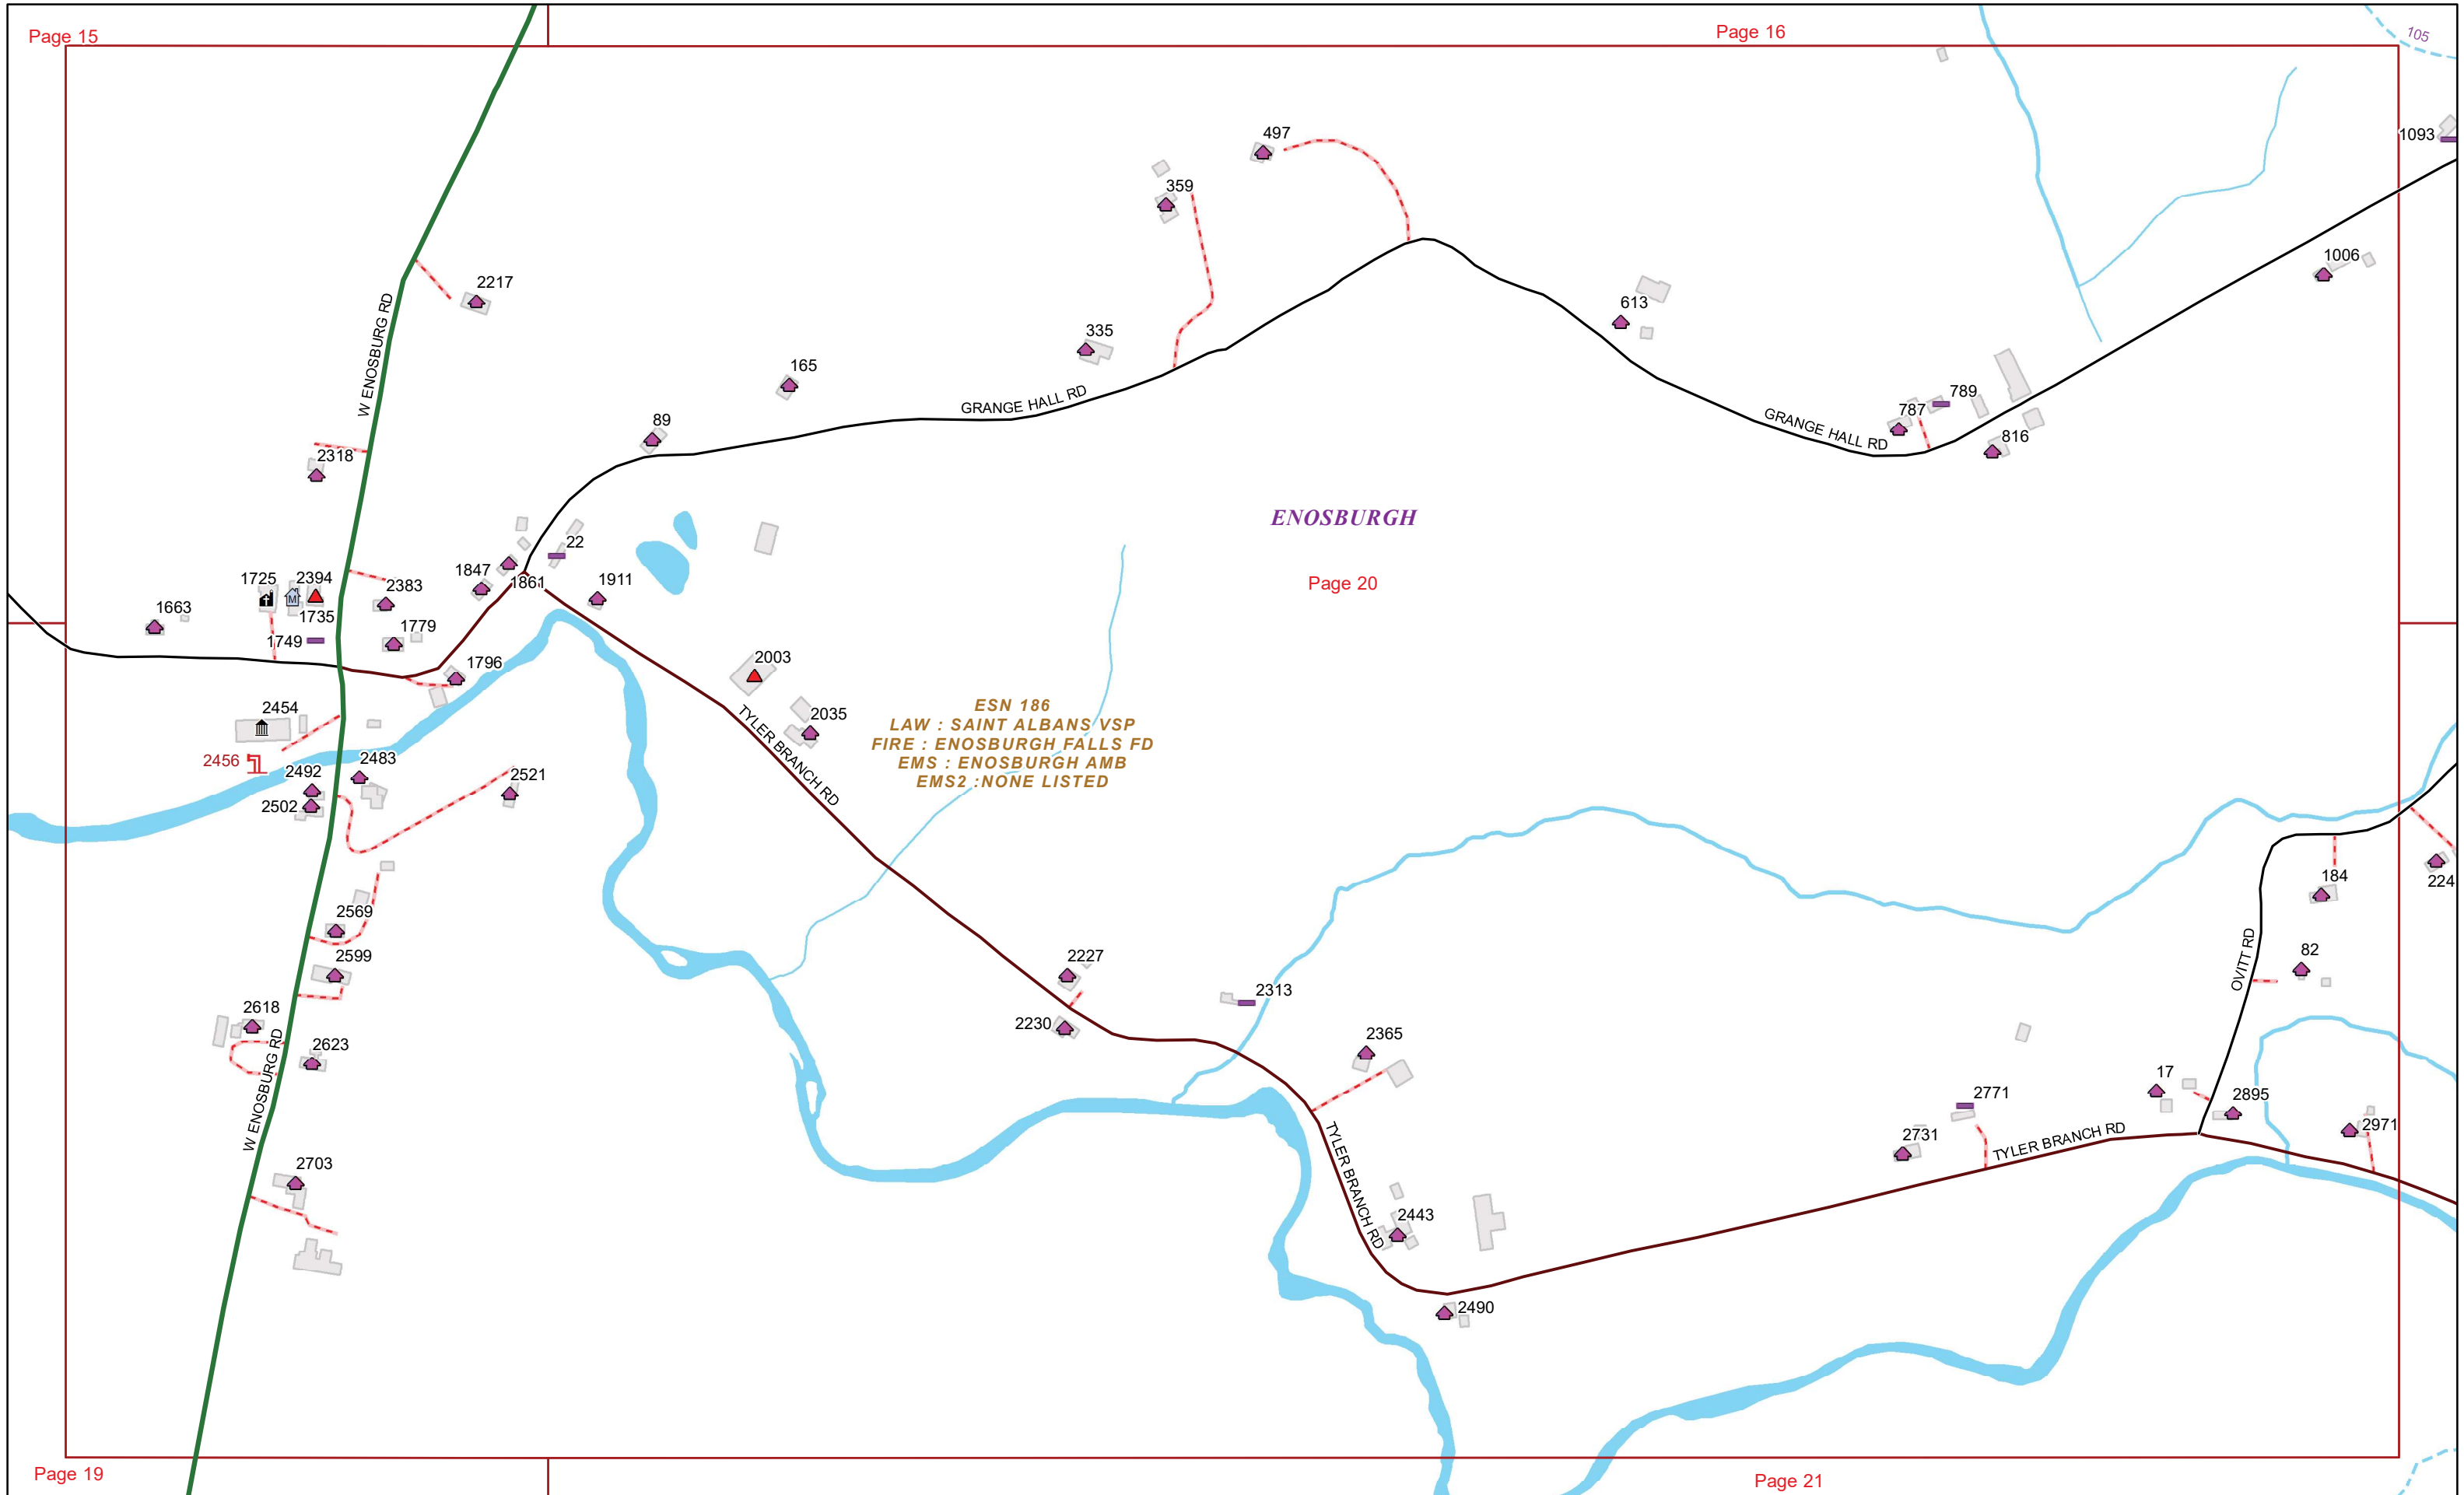 Page 15
Page 16
105
1093
497
359
1006
2217
W ENOSBURG RD
613
335
165
GRANGE HALL RD
789
787
GRANGE HALL RD
89
816
2318
ENOSBURGH
22
1847
1861
1911
Page 20
1725
2394
2383
1663
1735
1779
1749
1796
2003
2454
2035
TYLER BRANCH RD
ESN 186
LAW : SAINT ALBANS VSP
FIRE : ENOSBURGH FALLS FD
EMS : ENOSBURGH AMB
EMS2 :NONE LISTED
2456
2492
2483
2521
2502
184
224
2569
OVITT RD
82
2599
2227
2313
2618
2230
2365
2623
W ENOSBURG RD
17
2771
2895
TYLER BRANCH RD
2731
TYLER BRANCH RD
2971
2703
2443
2490
Page 19
Page 21
M